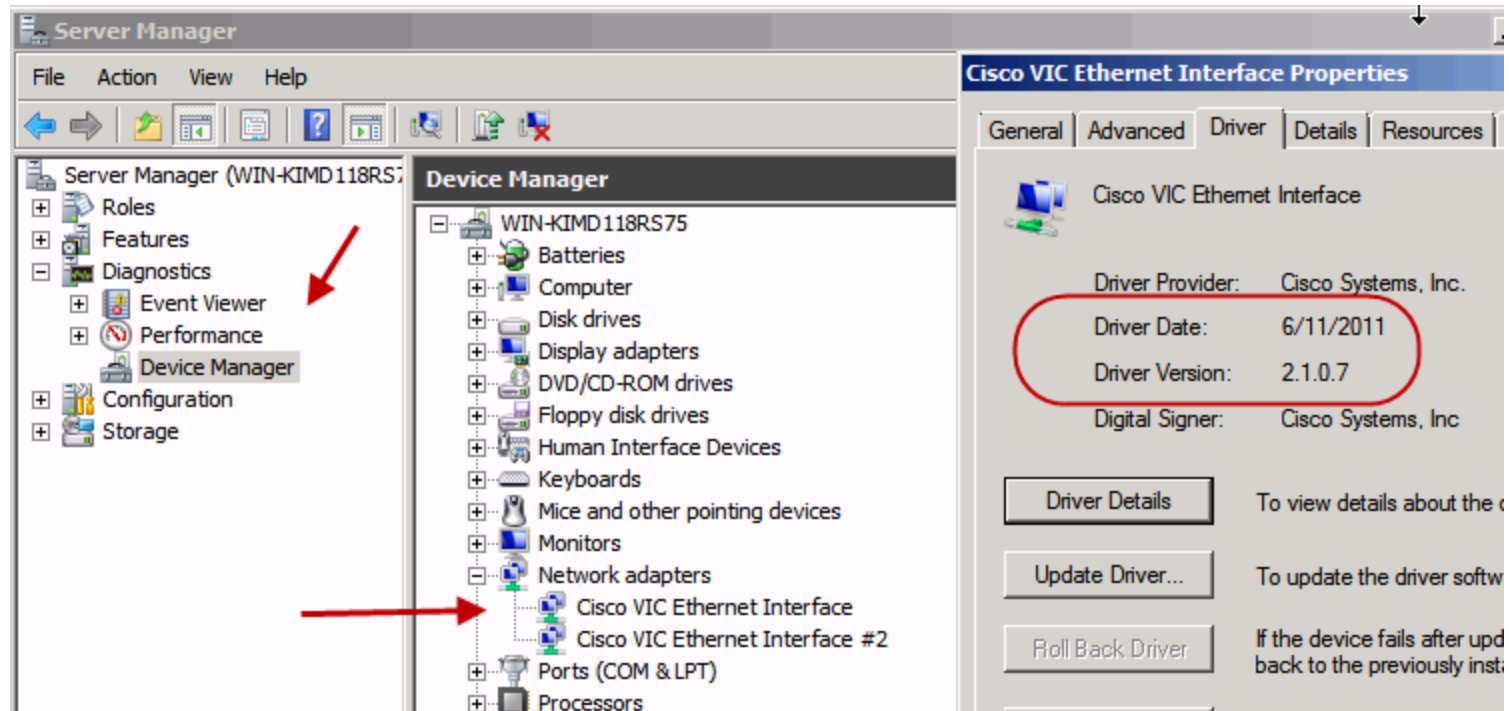 Server Manager
File Action View Help
Server Manager (WIN-KIMD118RS7
Roles
Features
Diagnostics
Event Viewer
Performance
Device Manager
Configuration
Storage
Device Manager
WIN-KIMD118RS75
Batteries
Computer
Disk drives
Display adapters
DVD/CD-ROM drives
Floppy disk drives
Human Interface Devices
Keyboards
Mice and other pointing devices
Monitors
Network adapters
Cisco VIC Ethernet Interface
Cisco VIC Ethernet Interface #2
Ports (COM & LPT)
Processors
Cisco VIC Ethernet Interface Properties
General Advanced Driver Details Resources
Cisco VIC Ethernet Interface
Driver Provider: Cisco Systems, Inc.
Driver Date: 6/11/2011
Driver Version: 2.1.0.7
Digital Signer: Cisco Systems, Inc
Driver Details To view details about the
Update Driver... To update the driver softw
Roll Back Driver If the device fails after upd
back to the previously insta